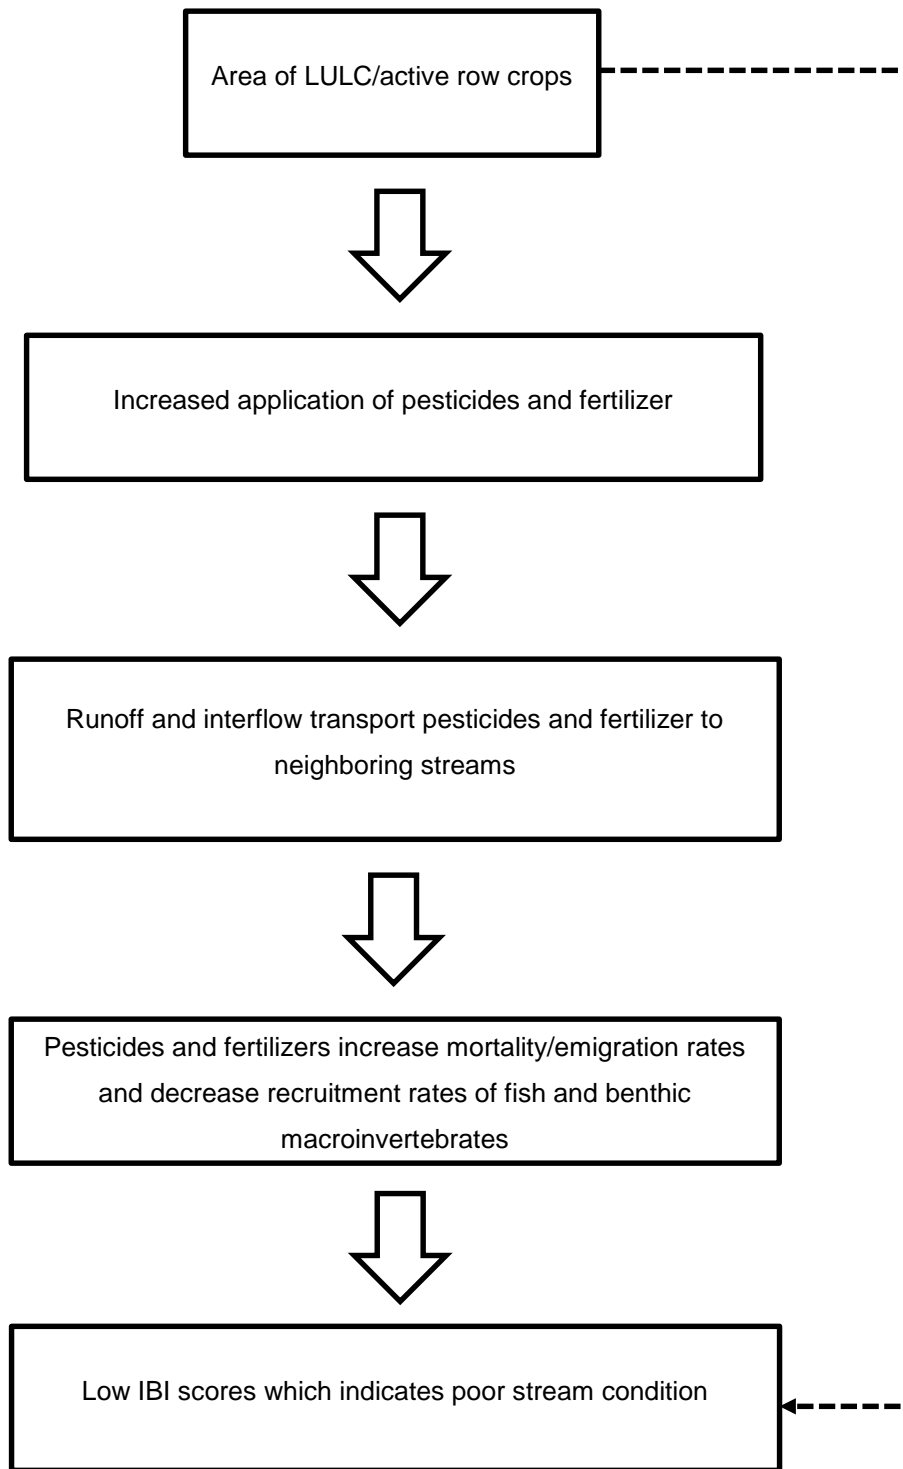 Area of LULC/active row crops
Increased application of pesticides and fertilizer
Runoff and interflow transport pesticides and fertilizer to
neighboring streams
Pesticides and fertilizers increase mortality/emigration rates
and decrease recruitment rates of fish and benthic
macroinvertebrates
Low IBI scores which indicates poor stream condition